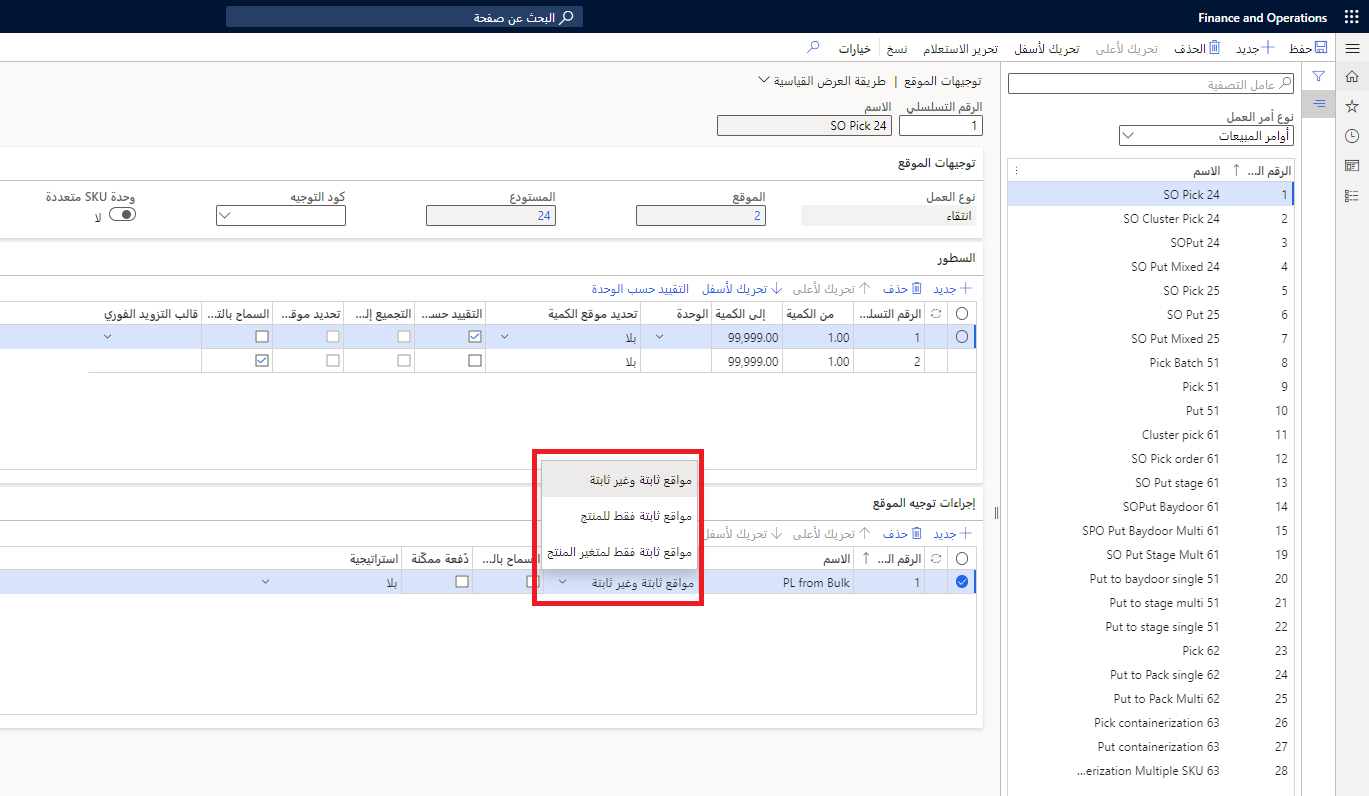 Finance and Operations
البحث عن صفحة
حفظ
جديد
الحذف
تحريك لأعلى
تحريك لأسفل
تحرير الاستعلام
نسخ
خيارات
عامل التصفية
نوع أمر العمل
أوامر المبيعات
الرقم الـ... الاسم
1 SO Pick 24
2 SO Cluster Pick 24
3 SOPut 24
4 SO Put Mixed 24
5 SO Pick 25
6 SO Put 25
7 SO Put Mixed 25
8 Pick Batch 51
9 Pick 51
10 Put 51
11 Cluster pick 61
12 SO Pick order 61
13 SO Put stage 61
14 SOPut Baydoor 61
15 SPO Put Baydoor Multi 61
19 SO Put Stage Mult 61
20 Put to baydoor single 51
21 Put to stage multi 51
22 Put to stage single 51
23 Pick 62
24 Put to Pack single 62
25 Put to Pack Multi 62
26 Pick containerization 63
27 Put containerization 63
28 ...erization Multiple SKU 63
توجيهات الموقع | طريقة العرض القياسية
الرقم التسلسلي الاسم
1 SO Pick 24
توجيهات الموقع
نوع العمل الموقع المستودع كود التوجيه وحدة SKU متعددة
انتقاء 2 24 لا
السطور
جديد حذف تحريك لأعلى تحريك لأسفل التقييد حسب الوحدة
الرقم التسلـ... من الكمية إلى الكمية الوحدة تحديد موقع الكمية التقييد حسـ... التجميع إلـ... تحديد موقـ... السماح بالتـ... قالب التزويد الفوري
1 1.00 99,999.00 بلا
2 1.00 99,999.00 بلا
إجراءات توجيه الموقع
جديد حذف تحريك لأعلى تحريك لأسفل
مواقع ثابتة وغير ثابتة
مواقع ثابتة فقط للمنتج
مواقع ثابتة فقط لمتغير المنتج
الرقم الـ... الاسم السماح بالـ... دُفعة ممكّنة استراتيجية
1 PL from Bulk مواقع ثابتة وغير ثابتة بلا